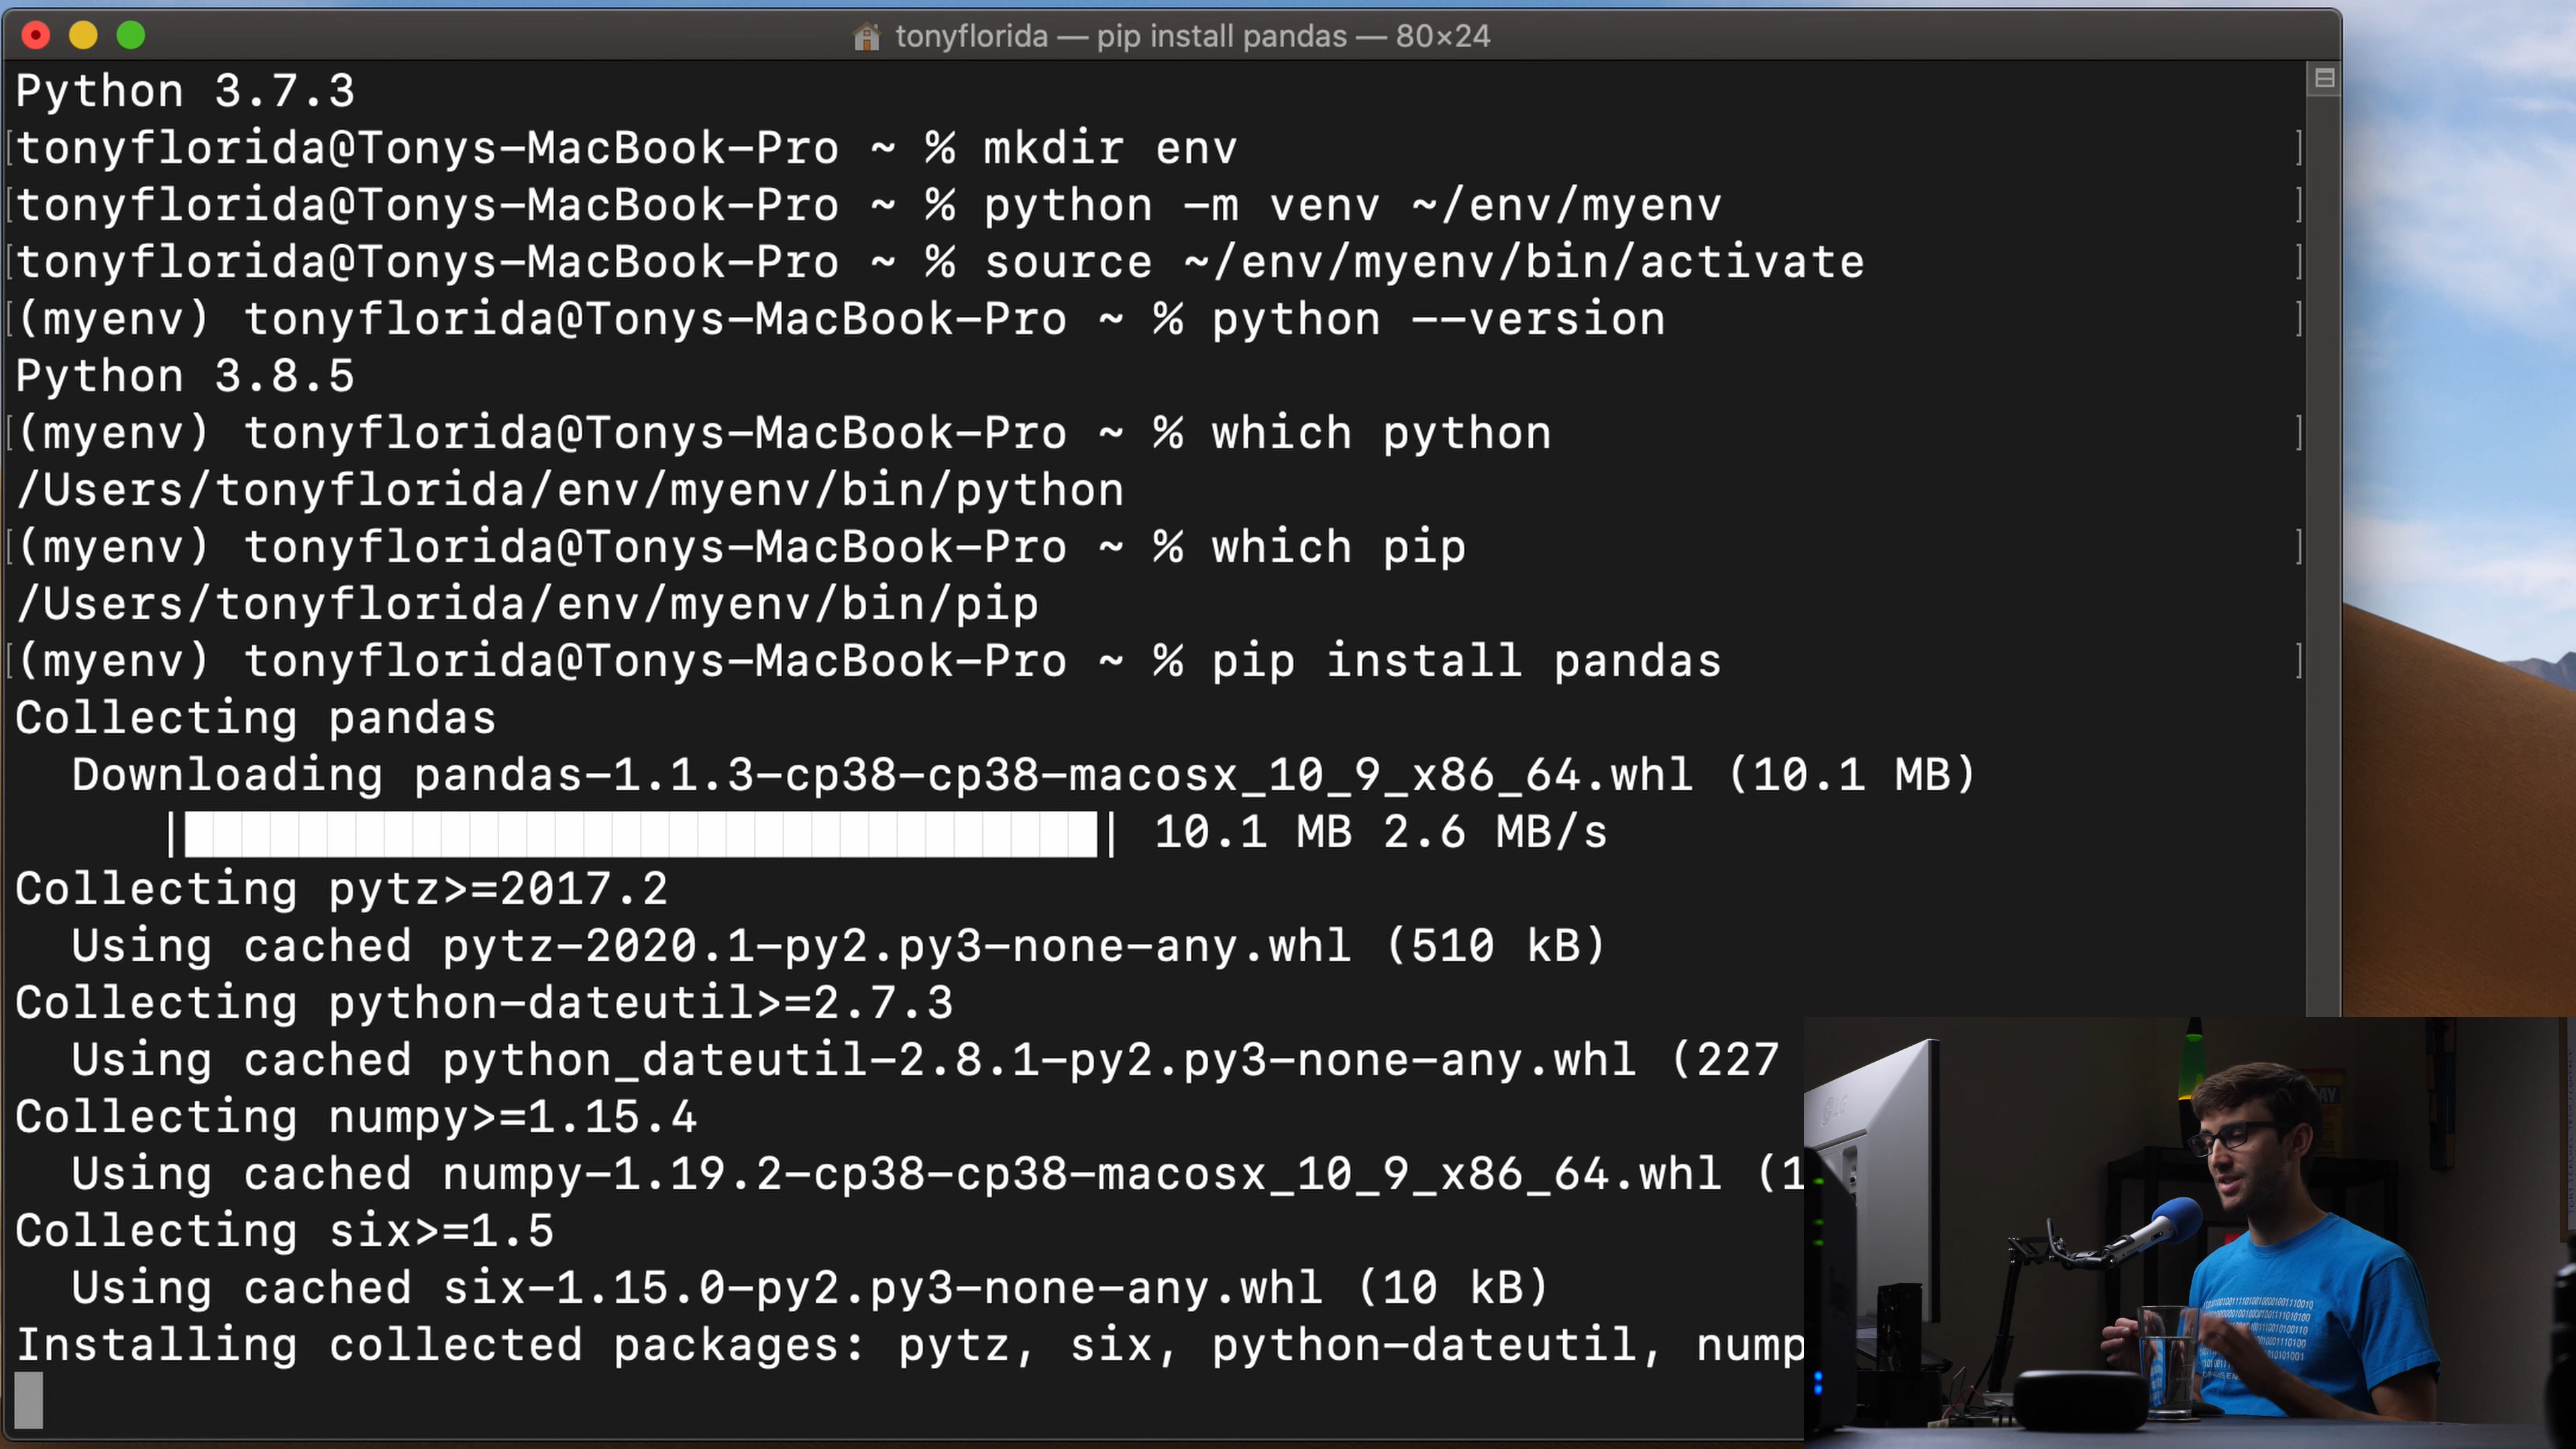 tonyflorida — pip install pandas — 80×24
Python 3.7.3
[tonyflorida@Tonys-MacBook-Pro ~ % mkdir env ]
[tonyflorida@Tonys-MacBook-Pro ~ % python -m venv ~/env/myenv ]
[tonyflorida@Tonys-MacBook-Pro ~ % source ~/env/myenv/bin/activate ]
[(myenv) tonyflorida@Tonys-MacBook-Pro ~ % python --version ]
Python 3.8.5
[(myenv) tonyflorida@Tonys-MacBook-Pro ~ % which python ]
/Users/tonyflorida/env/myenv/bin/python
[(myenv) tonyflorida@Tonys-MacBook-Pro ~ % which pip ]
/Users/tonyflorida/env/myenv/bin/pip
[(myenv) tonyflorida@Tonys-MacBook-Pro ~ % pip install pandas ]
Collecting pandas
Downloading pandas-1.1.3-cp38-cp38-macosx_10_9_x86_64.whl (10.1 MB)
| | 10.1 MB 2.6 MB/s
Collecting pytz>=2017.2
Using cached pytz-2020.1-py2.py3-none-any.whl (510 kB)
Collecting python-dateutil>=2.7.3
Using cached python_dateutil-2.8.1-py2.py3-none-any.whl (227
Collecting numpy>=1.15.4
Using cached numpy-1.19.2-cp38-cp38-macosx_10_9_x86_64.whl (1
Collecting six>=1.5
Using cached six-1.15.0-py2.py3-none-any.whl (10 kB)
Installing collected packages: pytz, six, python-dateutil, nump
LG